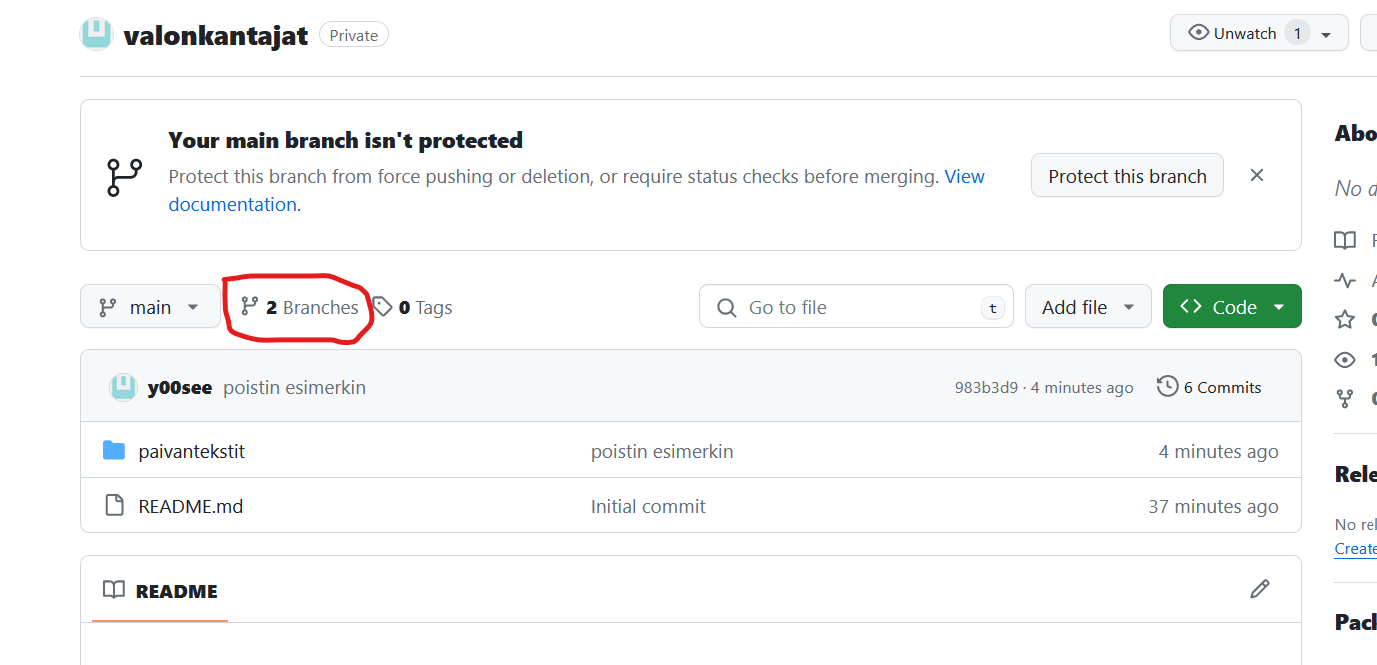 valonkantajat Private Unwatch 1
Your main branch isn't protected
Protect this branch from force pushing or deletion, or require status checks before merging. View
documentation.
Protect this branch
main 2 Branches 0 Tags Go to file t Add file Code
y00see poistin esimerkin 983b3d9 · 4 minutes ago 6 Commits
paivantekstit poistin esimerkin 4 minutes ago
README.md Initial commit 37 minutes ago
README
Abo
No
1
Rele
No rel
Create
Pack